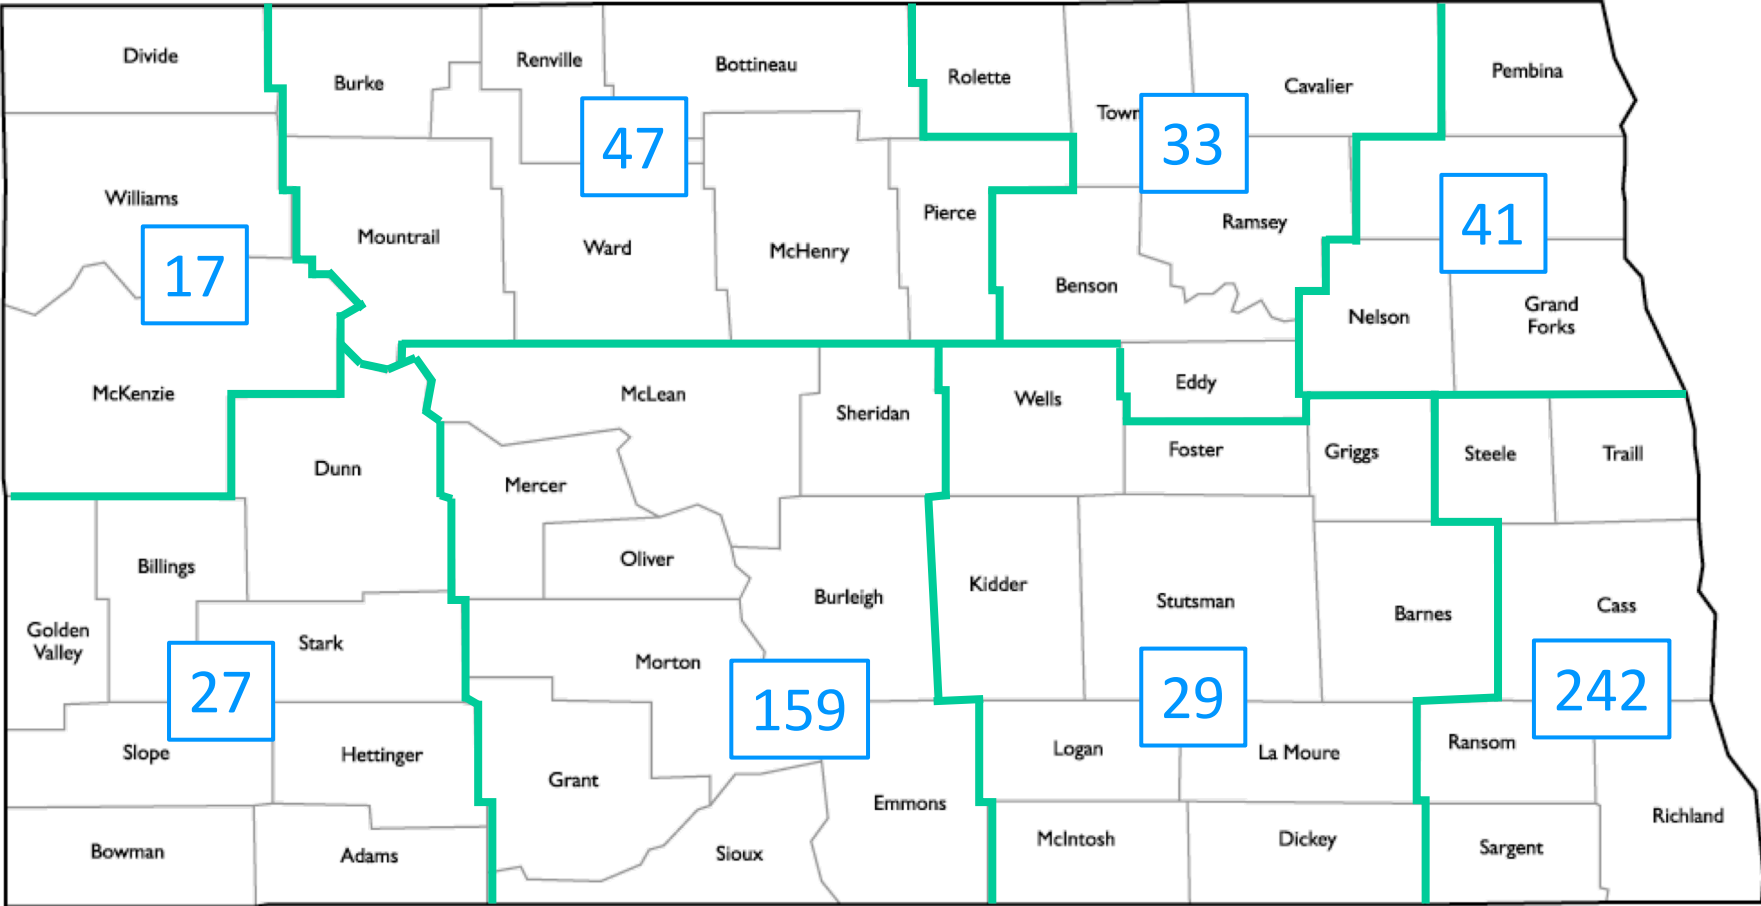 Divide
Burke
Renville
Bottineau
Rolette
Town
Cavalier
Pembina
47
33
Williams
Mountrail
Ward
McHenry
Pierce
Benson
Ramsey
41
17
Nelson
Grand
Forks
McKenzie
McLean
Sheridan
Wells
Eddy
Dunn
Mercer
Foster
Griggs
Steele
Traill
Billings
Oliver
Burleigh
Kidder
Stutsman
Barnes
Cass
Golden
Valley
Stark
Morton
27
159
29
242
Slope
Hettinger
Grant
Emmons
Logan
La Moure
Ransom
Richland
Bowman
Adams
Sioux
McIntosh
Dickey
Sargent